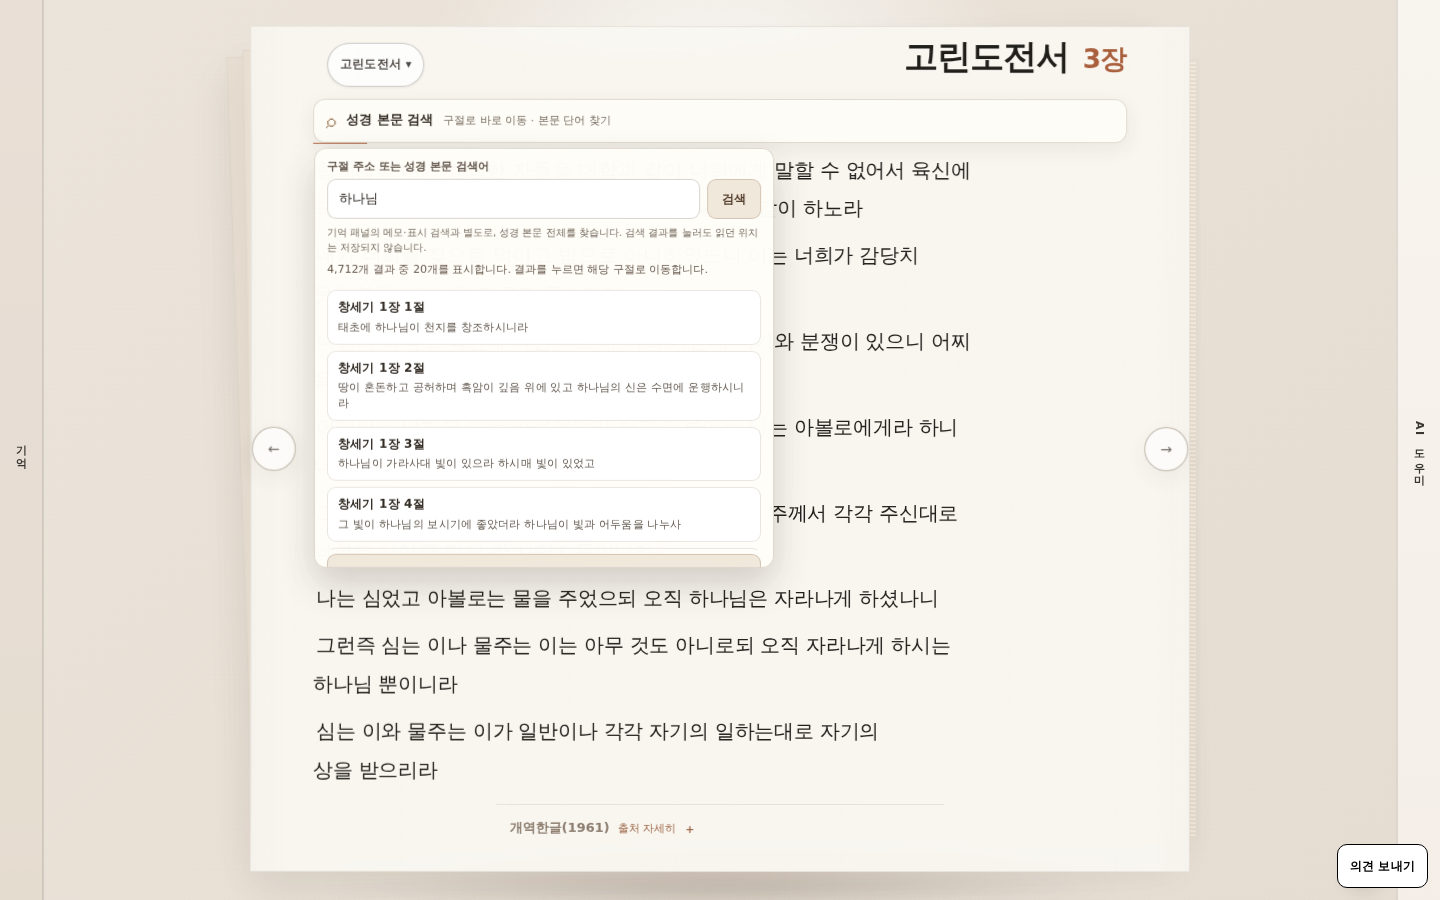 고린도전서 ▾
고린도전서 3장
성경 본문 검색 구절로 바로 이동 · 본문 단어 찾기
구절 주소 또는 성경 본문 검색어
하나님
검색
기억 패널의 메모·표시 검색과 별도로, 성경 본문 전체를 찾습니다. 검색 결과를 눌러도 읽던 위치
는 저장되지 않습니다.
4,712개 결과 중 20개를 표시합니다. 결과를 누르면 해당 구절로 이동합니다.
창세기 1장 1절
태초에 하나님이 천지를 창조하시니라
창세기 1장 2절
땅이 혼돈하고 공허하며 흑암이 깊음 위에 있고 하나님의 신은 수면에 운행하시니
라
창세기 1장 3절
하나님이 가라사대 빛이 있으라 하시매 빛이 있었고
창세기 1장 4절
그 빛이 하나님의 보시기에 좋았더라 하나님이 빛과 어두움을 나누사
말할 수 없어서 육신에
이 하노라
는 너희가 감당치
와 분쟁이 있으니 어찌
는 아볼로에게라 하니
주께서 각각 주신대로
나는 심었고 아볼로는 물을 주었으되 오직 하나님은 자라나게 하셨나니
그런즉 심는 이나 물주는 이는 아무 것도 아니로되 오직 자라나게 하시는
하나님 뿐이니라
심는 이와 물주는 이가 일반이나 각각 자기의 일하는대로 자기의
상을 받으리라
개역한글(1961) 출처 자세히 +
기억
←
→
AI 도우미
의견 보내기